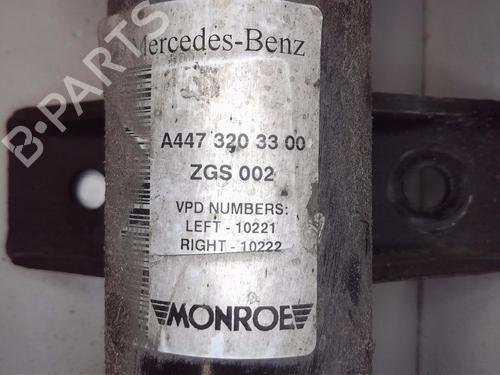 Mercedes-Benz
A447 320 33 00
ZGS 002
VPD NUMBERS:
LEFT - 10221
RIGHT - 10222
MONROE
B-PARTS